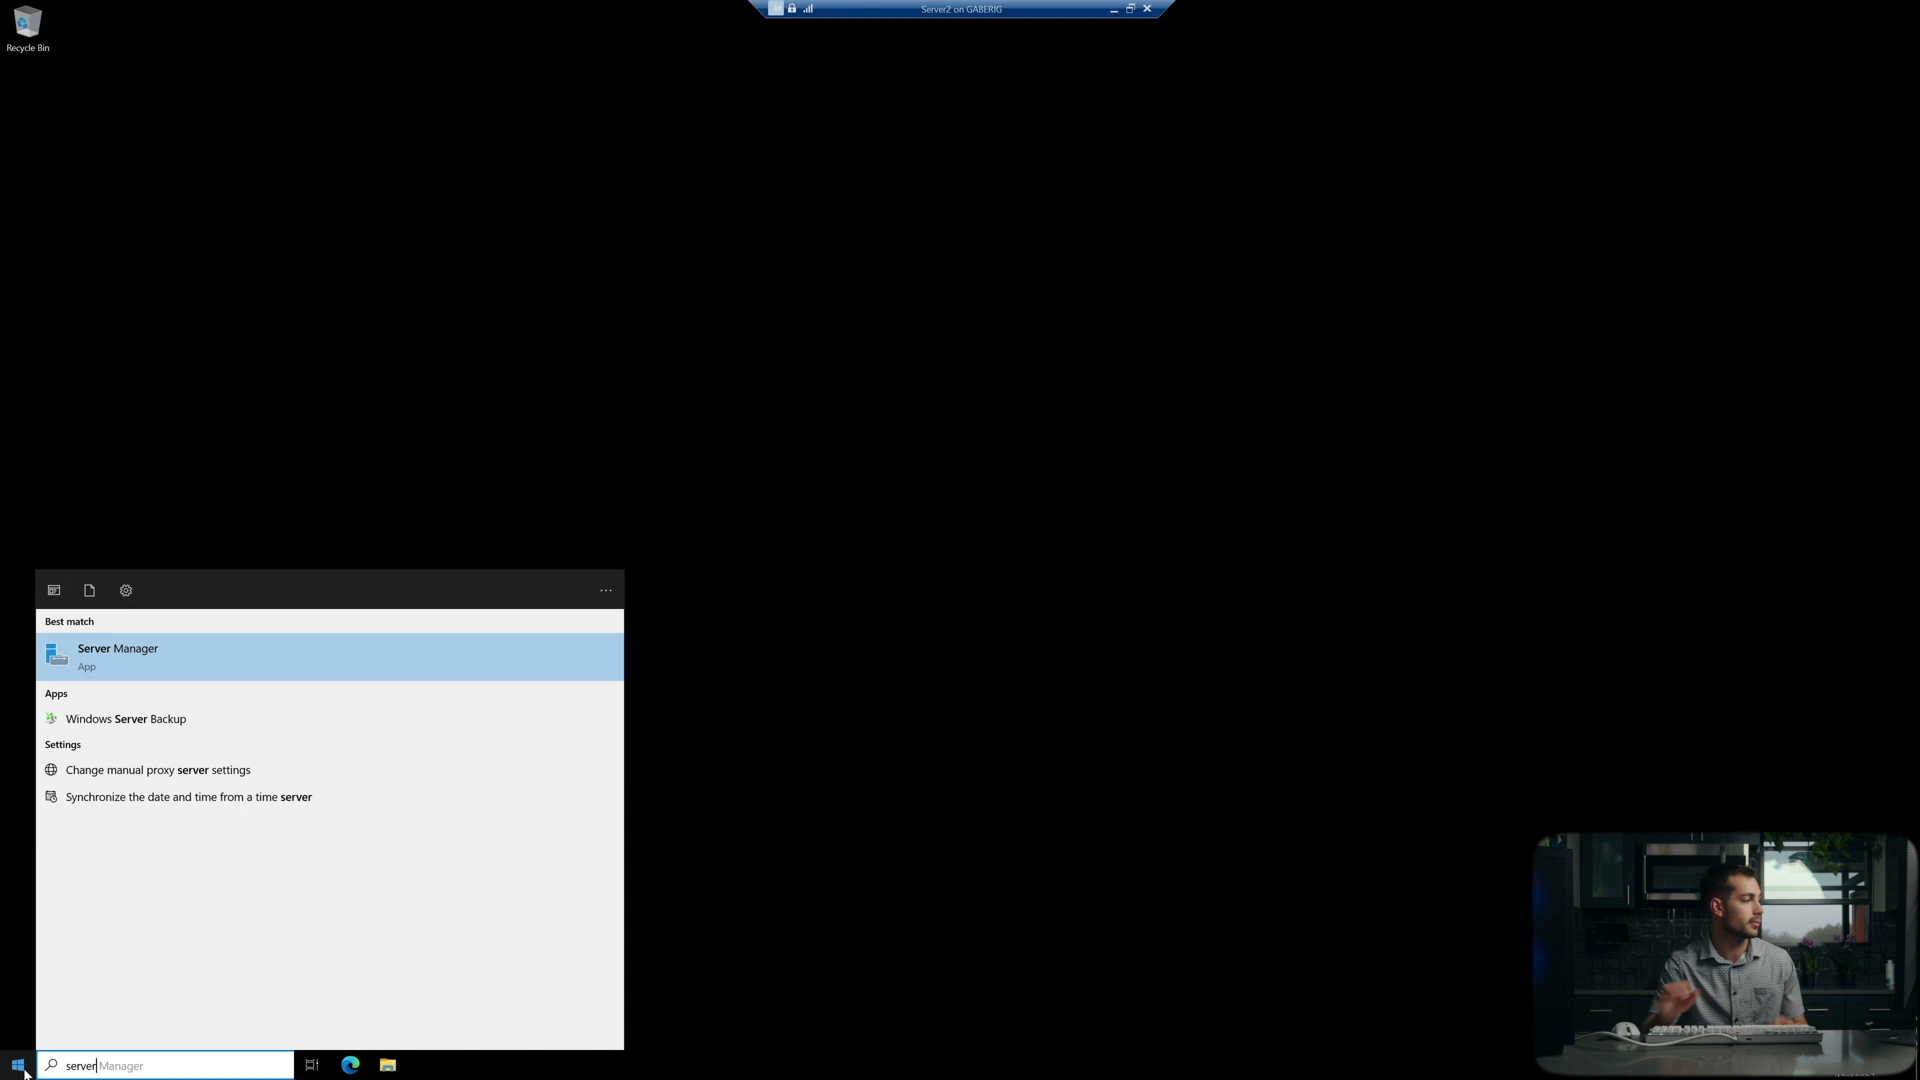 Recycle Bin
Server2 on GABERIG
Best match
Server Manager
App
Apps
Windows Server Backup
Settings
Change manual proxy server settings
Synchronize the date and time from a time server
server Manager